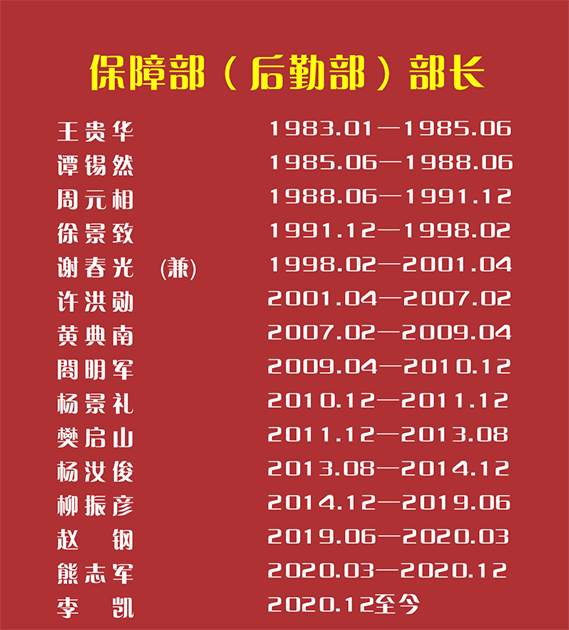 保障部（后勤部）部长
王贵华 1983.01—1985.06
谭锡然 1985.06—1988.06
周元相 1988.06—1991.12
徐景致 1991.12—1998.02
谢春光 (兼) 1998.02—2001.04
许洪勋 2001.04—2007.02
黄典南 2007.02—2009.04
閤明军 2009.04—2010.12
杨景礼 2010.12—2011.12
樊启山 2011.12—2013.08
杨汝俊 2013.08—2014.12
柳振彦 2014.12—2019.06
赵 钢 2019.06—2020.03
熊志军 2020.03—2020.12
李 凯 2020.12至今